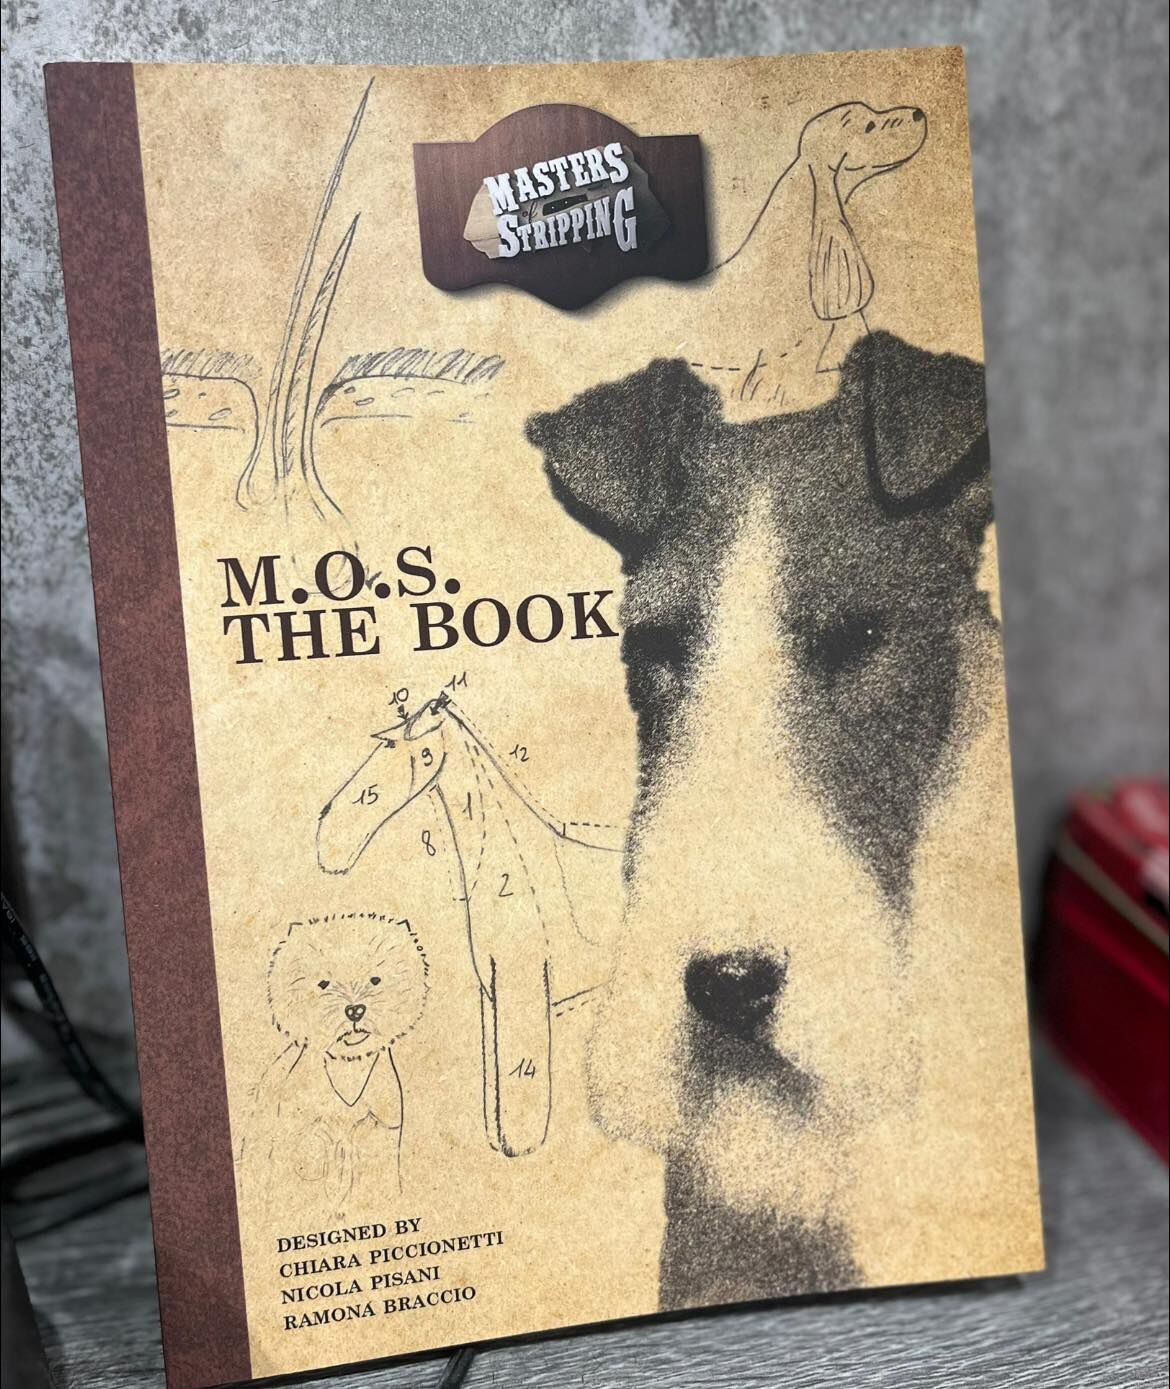 MASTERS
of
STRIPPING
M.O.S.
THE BOOK
10
11
9
12
15
1
8
2
14
DESIGNED BY
CHIARA PICCIONETTI
NICOLA PISANI
RAMONA BRACCIO